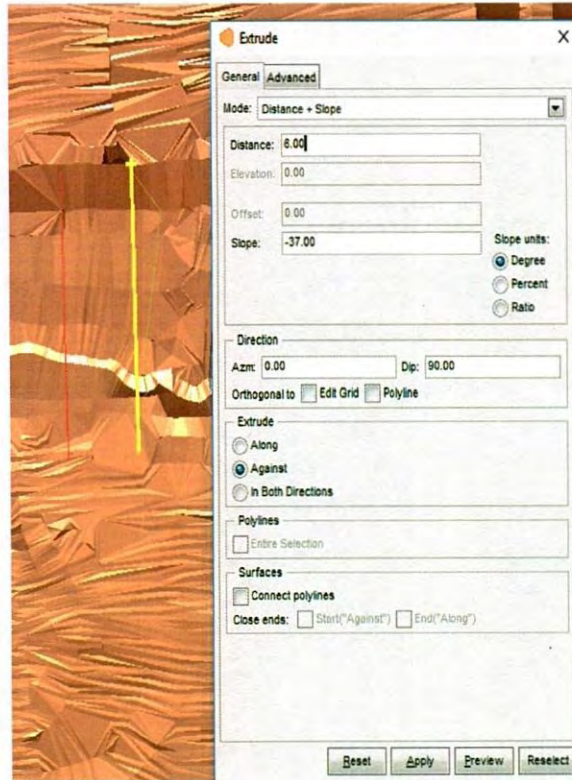 Extrude X
General Advanced
Mode: Distance + Slope
Distance: 6.00
Elevation: 0.00
Offset: 0.00
Slope: -37.00 Slope units:
Degree
Percent
Ratio
Direction
Azm: 0.00 Dip: 90.00
Orthogonal to Edit Grid Polyline
Extrude
Along
Against
In Both Directions
Polylines
Entire Selection
Surfaces
Connect polylines
Close ends: Start("Against") End("Along")
Reset Apply Preview Reselect